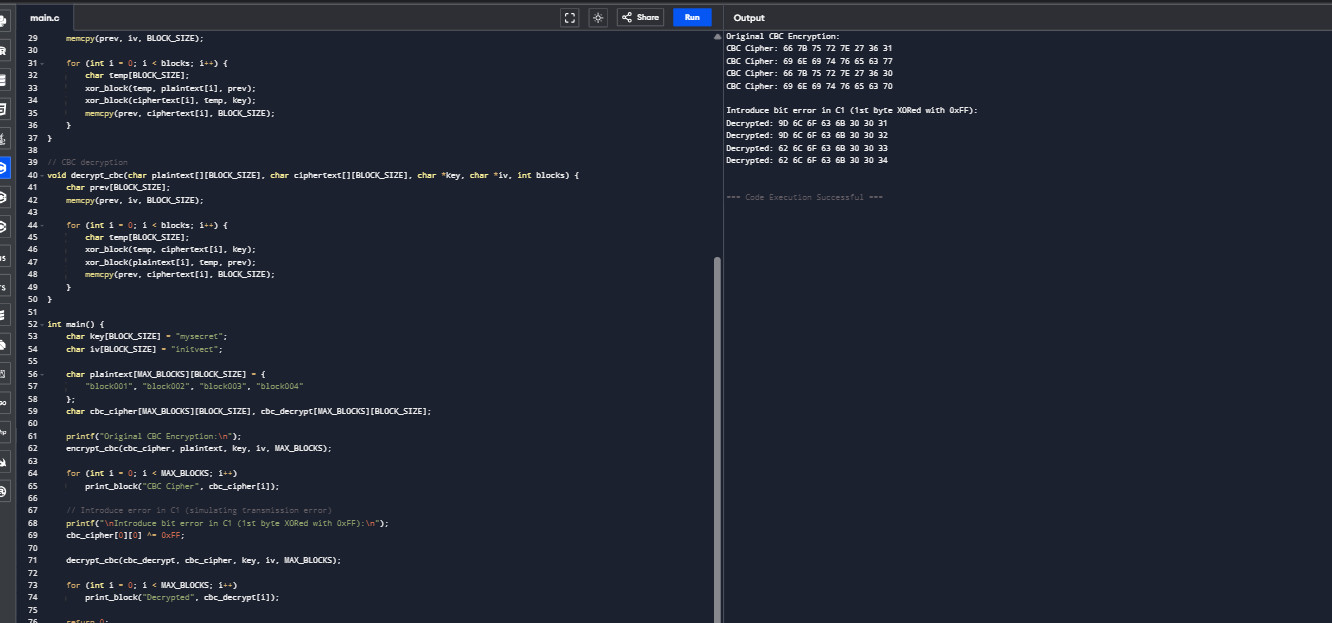 main.c
Share
Run
Output
29 memcpy(prev, iv, BLOCK_SIZE);
30
31 for (int i = 0; i < blocks; i++) {
32 char temp[BLOCK_SIZE];
33 xor_block(temp, plaintext[i], prev);
34 xor_block(ciphertext[i], temp, key);
35 memcpy(prev, ciphertext[i], BLOCK_SIZE);
36 }
37 }
38
39 // CBC decryption
40 void decrypt_cbc(char plaintext[][BLOCK_SIZE], char ciphertext[][BLOCK_SIZE], char *key, char *iv, int blocks) {
41 char prev[BLOCK_SIZE];
42 memcpy(prev, iv, BLOCK_SIZE);
43
44 for (int i = 0; i < blocks; i++) {
45 char temp[BLOCK_SIZE];
46 xor_block(temp, ciphertext[i], key);
47 xor_block(plaintext[i], temp, prev);
48 memcpy(prev, ciphertext[i], BLOCK_SIZE);
49 }
50 }
51
52 int main() {
53 char key[BLOCK_SIZE] = "mysecret";
54 char iv[BLOCK_SIZE] = "initvect";
55
56 char plaintext[MAX_BLOCKS][BLOCK_SIZE] = {
57 "block001", "block002", "block003", "block004"
58 };
59 char cbc_cipher[MAX_BLOCKS][BLOCK_SIZE], cbc_decrypt[MAX_BLOCKS][BLOCK_SIZE];
60
61 printf("Original CBC Encryption:\n");
62 encrypt_cbc(cbc_cipher, plaintext, key, iv, MAX_BLOCKS);
63
64 for (int i = 0; i < MAX_BLOCKS; i++)
65 print_block("CBC Cipher", cbc_cipher[i]);
66
67 // Introduce error in C1 (simulating transmission error)
68 printf("\nIntroduce bit error in C1 (1st byte XORed with 0xFF):\n");
69 cbc_cipher[0][0] ^= 0xFF;
70
71 decrypt_cbc(cbc_decrypt, cbc_cipher, key, iv, MAX_BLOCKS);
72
73 for (int i = 0; i < MAX_BLOCKS; i++)
74 print_block("Decrypted", cbc_decrypt[i]);
75
76 return 0;
Original CBC Encryption:
CBC Cipher: 66 7B 75 72 7E 27 36 31
CBC Cipher: 69 6E 69 74 76 65 63 77
CBC Cipher: 66 7B 75 72 7E 27 36 30
CBC Cipher: 69 6E 69 74 76 65 63 70
Introduce bit error in C1 (1st byte XORed with 0xFF):
Decrypted: 9D 6C 6F 63 6B 30 30 31
Decrypted: 9D 6C 6F 63 6B 30 30 32
Decrypted: 62 6C 6F 63 6B 30 30 33
Decrypted: 62 6C 6F 63 6B 30 30 34
=== Code Execution Successful ===